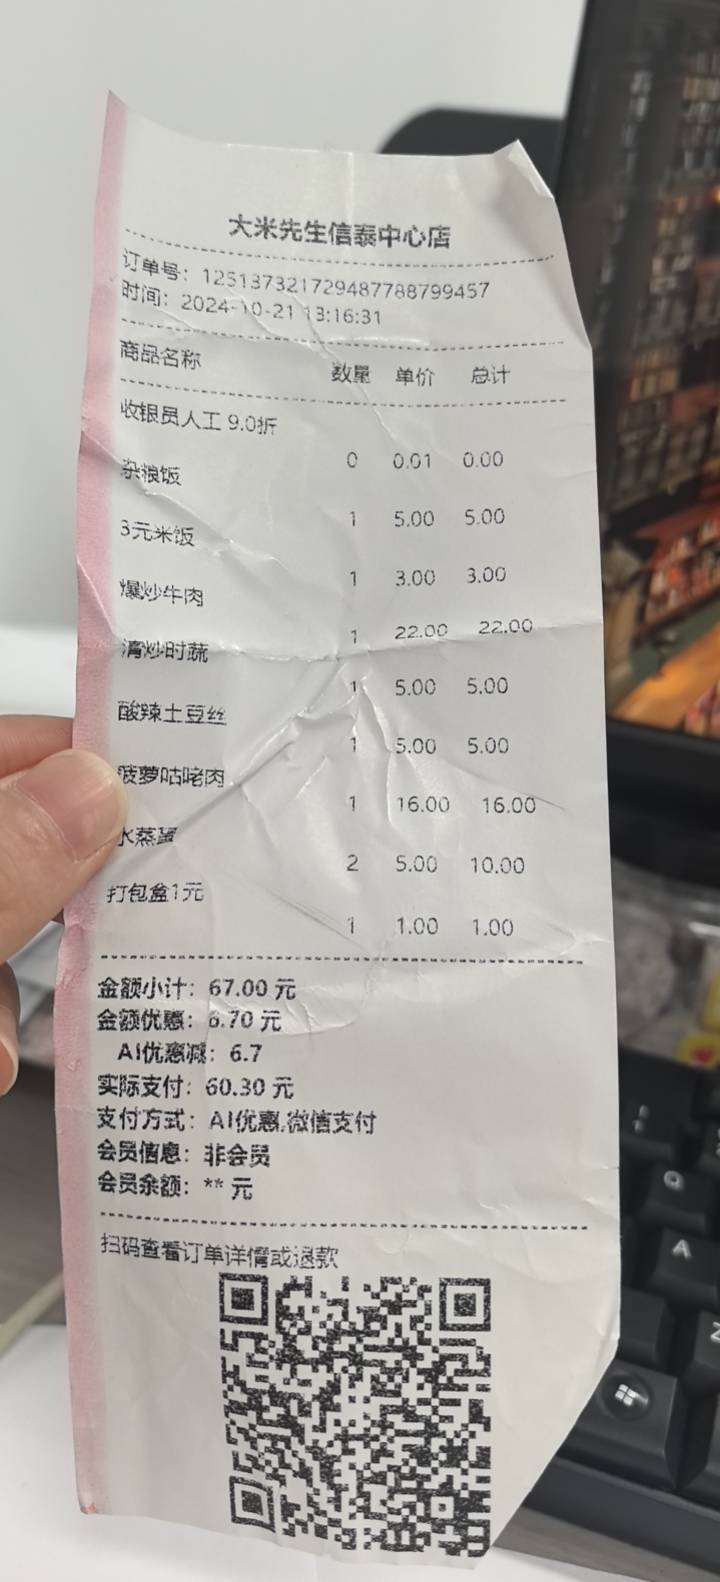 大米先生信泰中心店
订单号：1251373217294877887​99457
时间：2024-10-21 13:16:31
商品名称 数量 单价 总计
收银员人工 9.0折
0 0.01 0.00
杂粮饭
1 5.00 5.00
3元米饭
1 3.00 3.00
爆炒牛肉
1 22.00 22.00
清炒时蔬
1 5.00 5.00
酸辣土豆丝
1 5.00 5.00
菠萝咕咾肉
1 16.00 16.00
水蒸蛋
2 5.00 10.00
打包盒1元
1 1.00 1.00
金额小计：67.00 元
金额优惠：6.70 元
AI优惠减：6.7
实际支付：60.30 元
支付方式：AI优惠,微信支付
会员信息：非会员
会员余额：** 元
扫码查看订单详情或退款